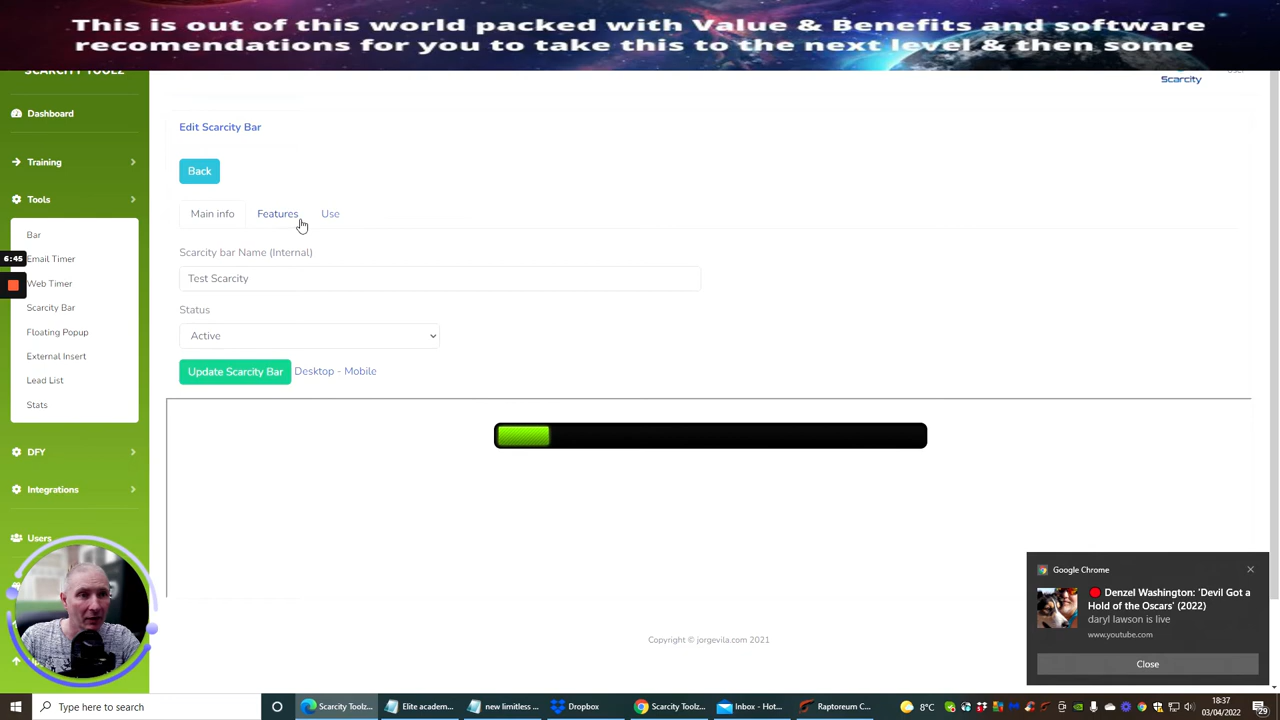 This is out of this world packed with Value & Benefits and software
recomendations for you to take this to the next level & then some
SCARCITY TOOLZ
Scarcity
User
Dashboard
Training
Tools
Bar
Email Timer
Web Timer
Scarcity Bar
Floating Popup
External Insert
Lead List
Stats
DFY
Integrations
Users
6:45
Edit Scarcity Bar
Back
Main info
Features
Use
Scarcity bar Name (Internal)
Test Scarcity
Status
Active
Update Scarcity Bar
Desktop - Mobile
Copyright © jorgevila.com 2021
Google Chrome
Denzel Washington: 'Devil Got a
Hold of the Oscars' (2022)
daryl lawson is live
www.youtube.com
Close
Type here to search
Scarcity Toolz...
Elite academ...
new limitless ...
Dropbox
Scarcity Toolz...
Inbox - Hot...
Raptoreum C...
8°C
18:37
03/04/2022